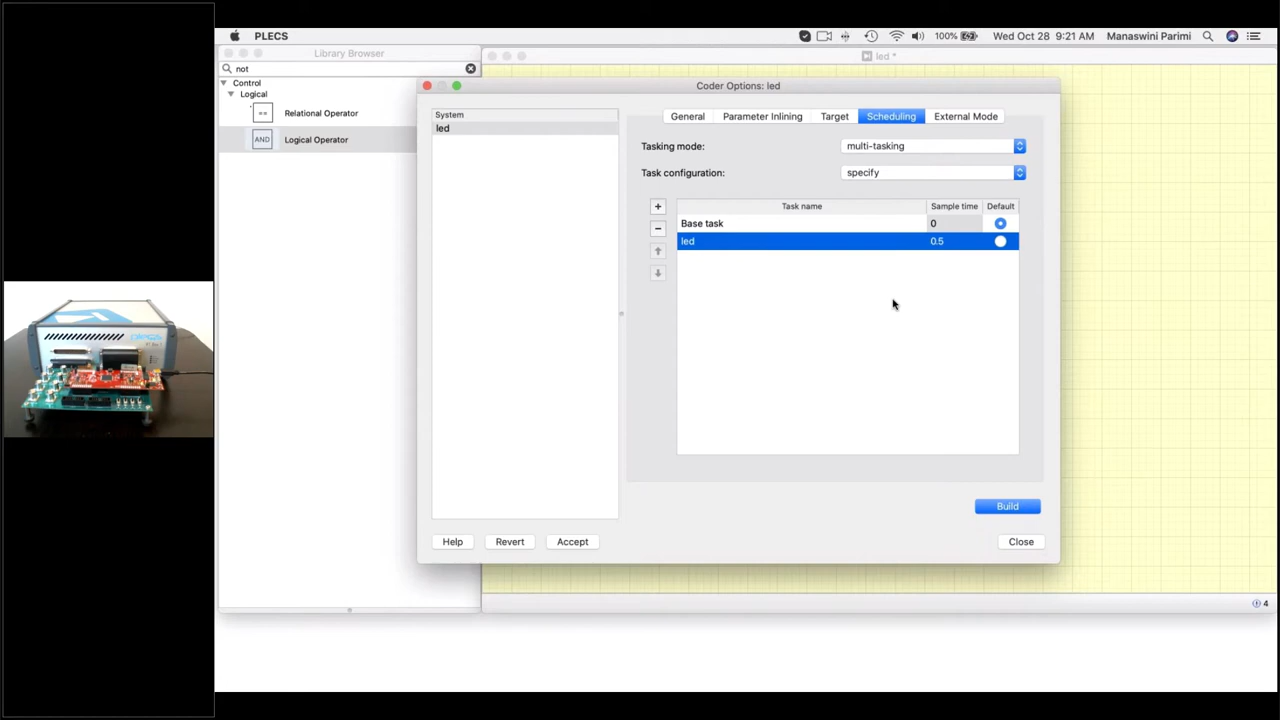 PLECS
100%
Wed Oct 28 9:21 AM
Manaswini Parimi
Library Browser
led *
not
Control
Logical
== Relational Operator
AND Logical Operator
Coder Options: led
System
led
General
Parameter Inlining
Target
Scheduling
External Mode
Tasking mode:
multi-tasking
Task configuration:
specify
+
−
Task name
Sample time
Default
Base task
0
led
0.5
Build
Help
Revert
Accept
Close
4